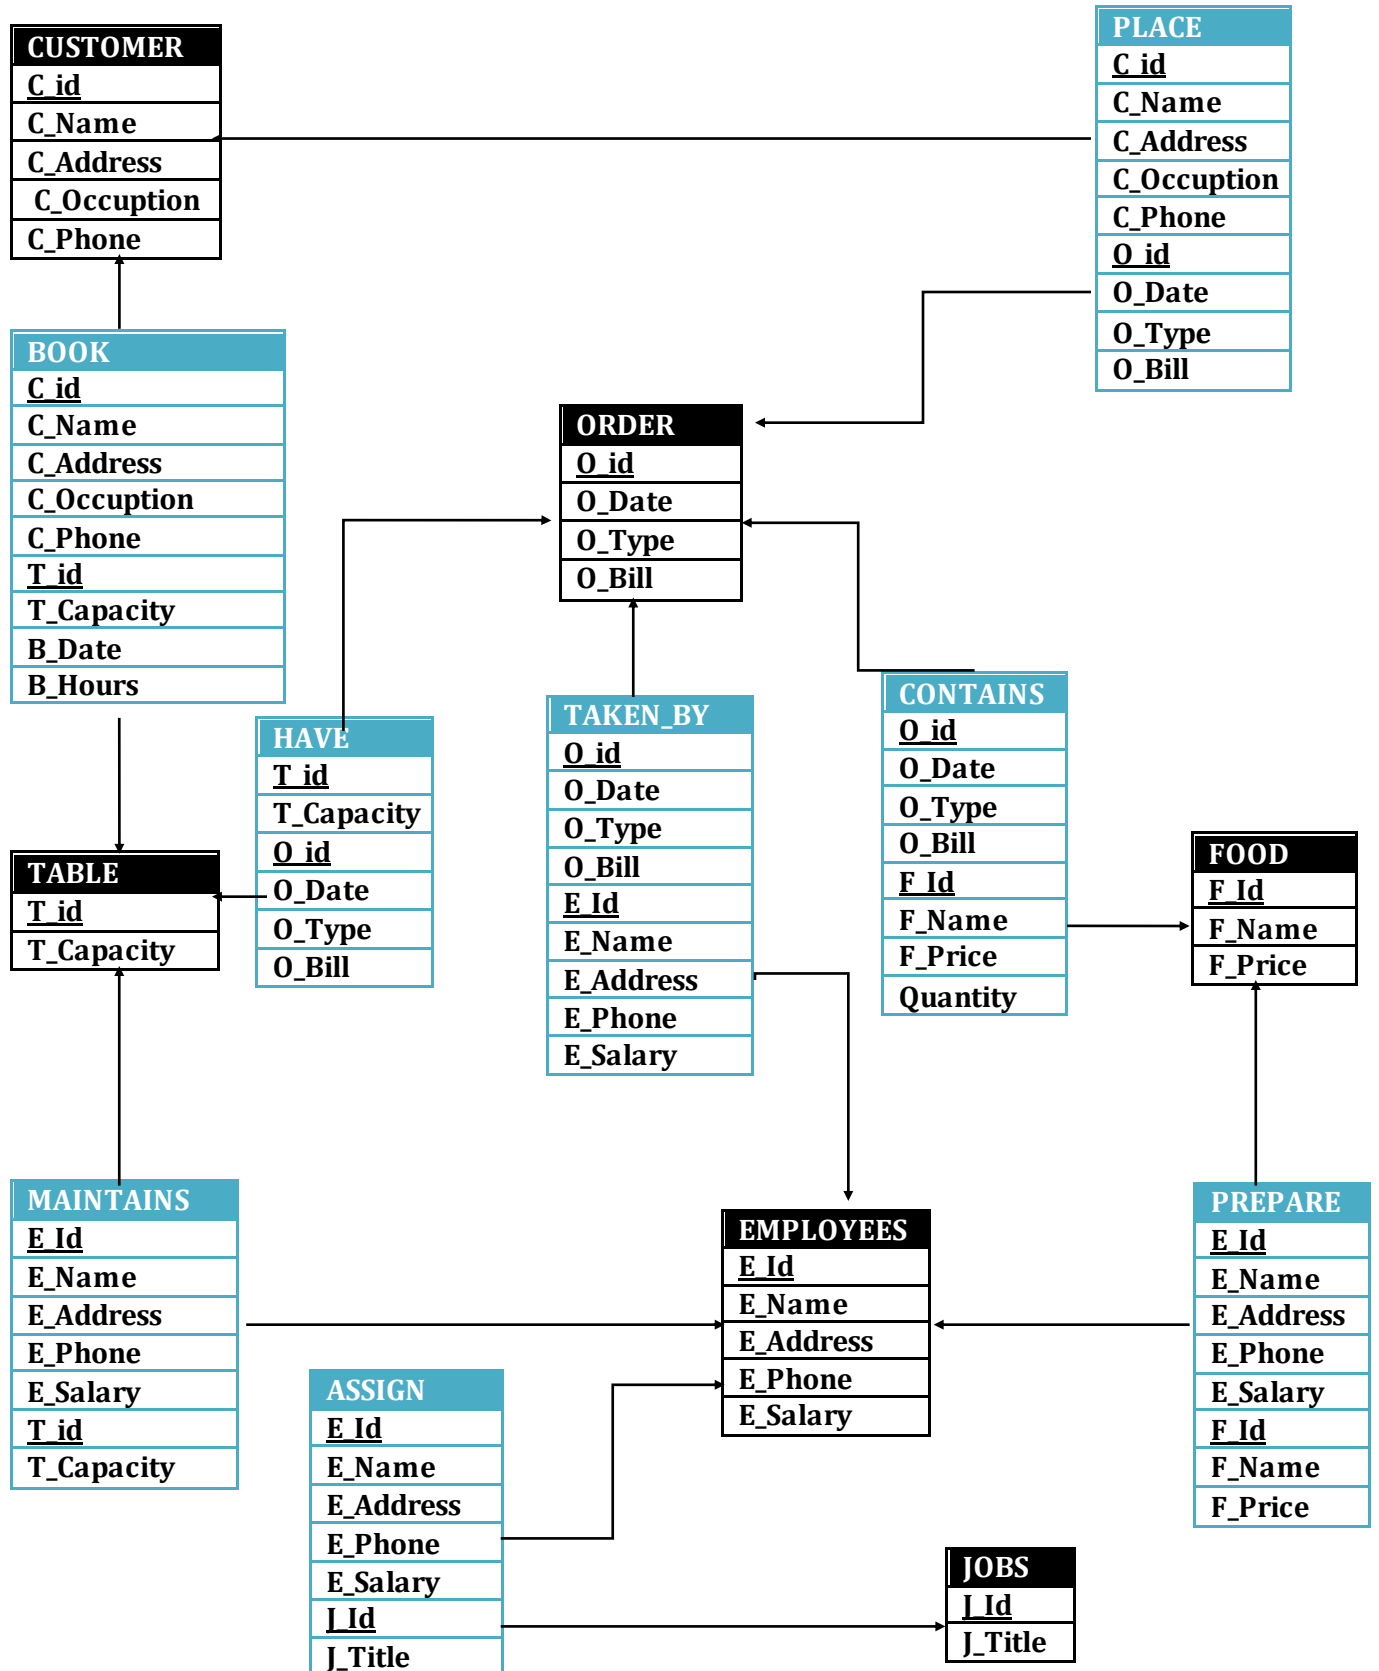 CUSTOMER
C_id
C_Name
C_Address
C_Occuption
C_Phone
PLACE
C_id
C_Name
C_Address
C_Occuption
C_Phone
O_id
O_Date
O_Type
O_Bill
BOOK
C_id
C_Name
C_Address
C_Occuption
C_Phone
T_id
T_Capacity
B_Date
B_Hours
ORDER
O_id
O_Date
O_Type
O_Bill
HAVE
T_id
T_Capacity
O_id
O_Date
O_Type
O_Bill
TAKEN_BY
O_id
O_Date
O_Type
O_Bill
E_Id
E_Name
E_Address
E_Phone
E_Salary
CONTAINS
O_id
O_Date
O_Type
O_Bill
F_Id
F_Name
F_Price
Quantity
FOOD
F_Id
F_Name
F_Price
TABLE
T_id
T_Capacity
MAINTAINS
E_Id
E_Name
E_Address
E_Phone
E_Salary
T_id
T_Capacity
EMPLOYEES
E_Id
E_Name
E_Address
E_Phone
E_Salary
PREPARE
E_Id
E_Name
E_Address
E_Phone
E_Salary
F_Id
F_Name
F_Price
ASSIGN
E_Id
E_Name
E_Address
E_Phone
E_Salary
J_Id
J_Title
JOBS
J_Id
J_Title